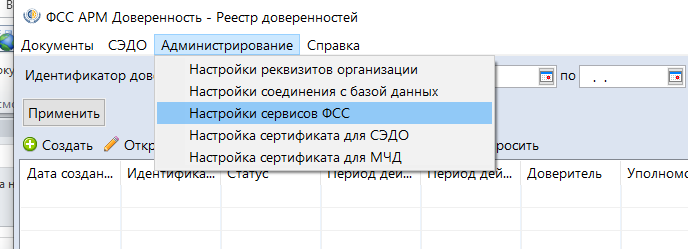 ФСС АРМ Доверенность - Реестр доверенностей
Документы СЭДО Администрирование Справка
Настройки реквизитов организации
Идентификатор дов по . .
Настройки соединения с базой данных
Применить Настройки сервисов ФСС
Настройка сертификата для СЭДО
Создать Откр росить
Настройка сертификата для МЧД
Дата создан... Идентифика... Статус Период дей... Период дей... Доверитель Уполномо